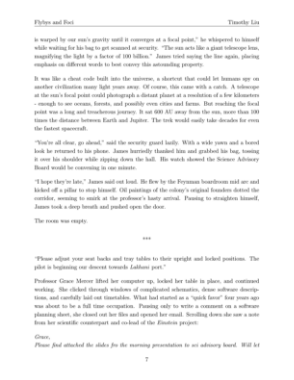 Flybys and Foci Timothy Liu
is warped by our sun's gravity until it converges at a focal point," he whispered to himself
while waiting for his bag to get scanned at security. "The sun acts like a giant telescope lens,
magnifying the light by a factor of 100 billion." James tried saying the line again, placing
emphasis on different words to best convey this astounding property.
It was like a cheat code built into the universe, a shortcut that could let humans spy on
another civilization many light years away. Of course, this came with a catch. A telescope
at the sun's focal point could photograph a distant planet at a resolution of a few kilometers
- enough to see oceans, forests, and possibly even cities and farms. But reaching the focal
point was a long and treacherous journey. It sat 600 AU away from the sun, more than 100
times the distance between Earth and Jupiter. The trek would easily take decades for even
the fastest spacecraft.
"You're all clear, go ahead," said the security guard lazily. With a wide yawn and a bored
look he returned to his phone. James hurriedly thanked him and grabbed his bag, tossing
it over his shoulder while zipping down the hall. His watch showed the Science Advisory
Board would be convening in one minute.
"I hope they're late," James said out loud. He flew by the Feynman boardroom mid arc and
kicked off a pillar to stop himself. Oil paintings of the colony's original founders dotted the
corridor, seeming to smirk at the professor's hasty arrival. Pausing to straighten himself,
James took a deep breath and pushed open the door.
The room was empty.
***
"Please adjust your seat backs and tray tables to their upright and locked positions. The
pilot is beginning our descent towards Lukhaus port."
Professor Grace Mercer lifted her computer up, locked her table in place, and continued
working. She clicked through windows of complicated schematics, dense software descrip-
tions, and carefully laid out timetables. What had started as a "quick favor" four years ago
was about to be a full time occupation. Pausing only to write a comment on a software
planning sheet, she closed out her files and opened her email. Scrolling down she saw a note
from her scientific counterpart and co-lead of the Einstein project:
Grace,
Please find attached the slides for the morning presentation to sci advisory board. Will let
7